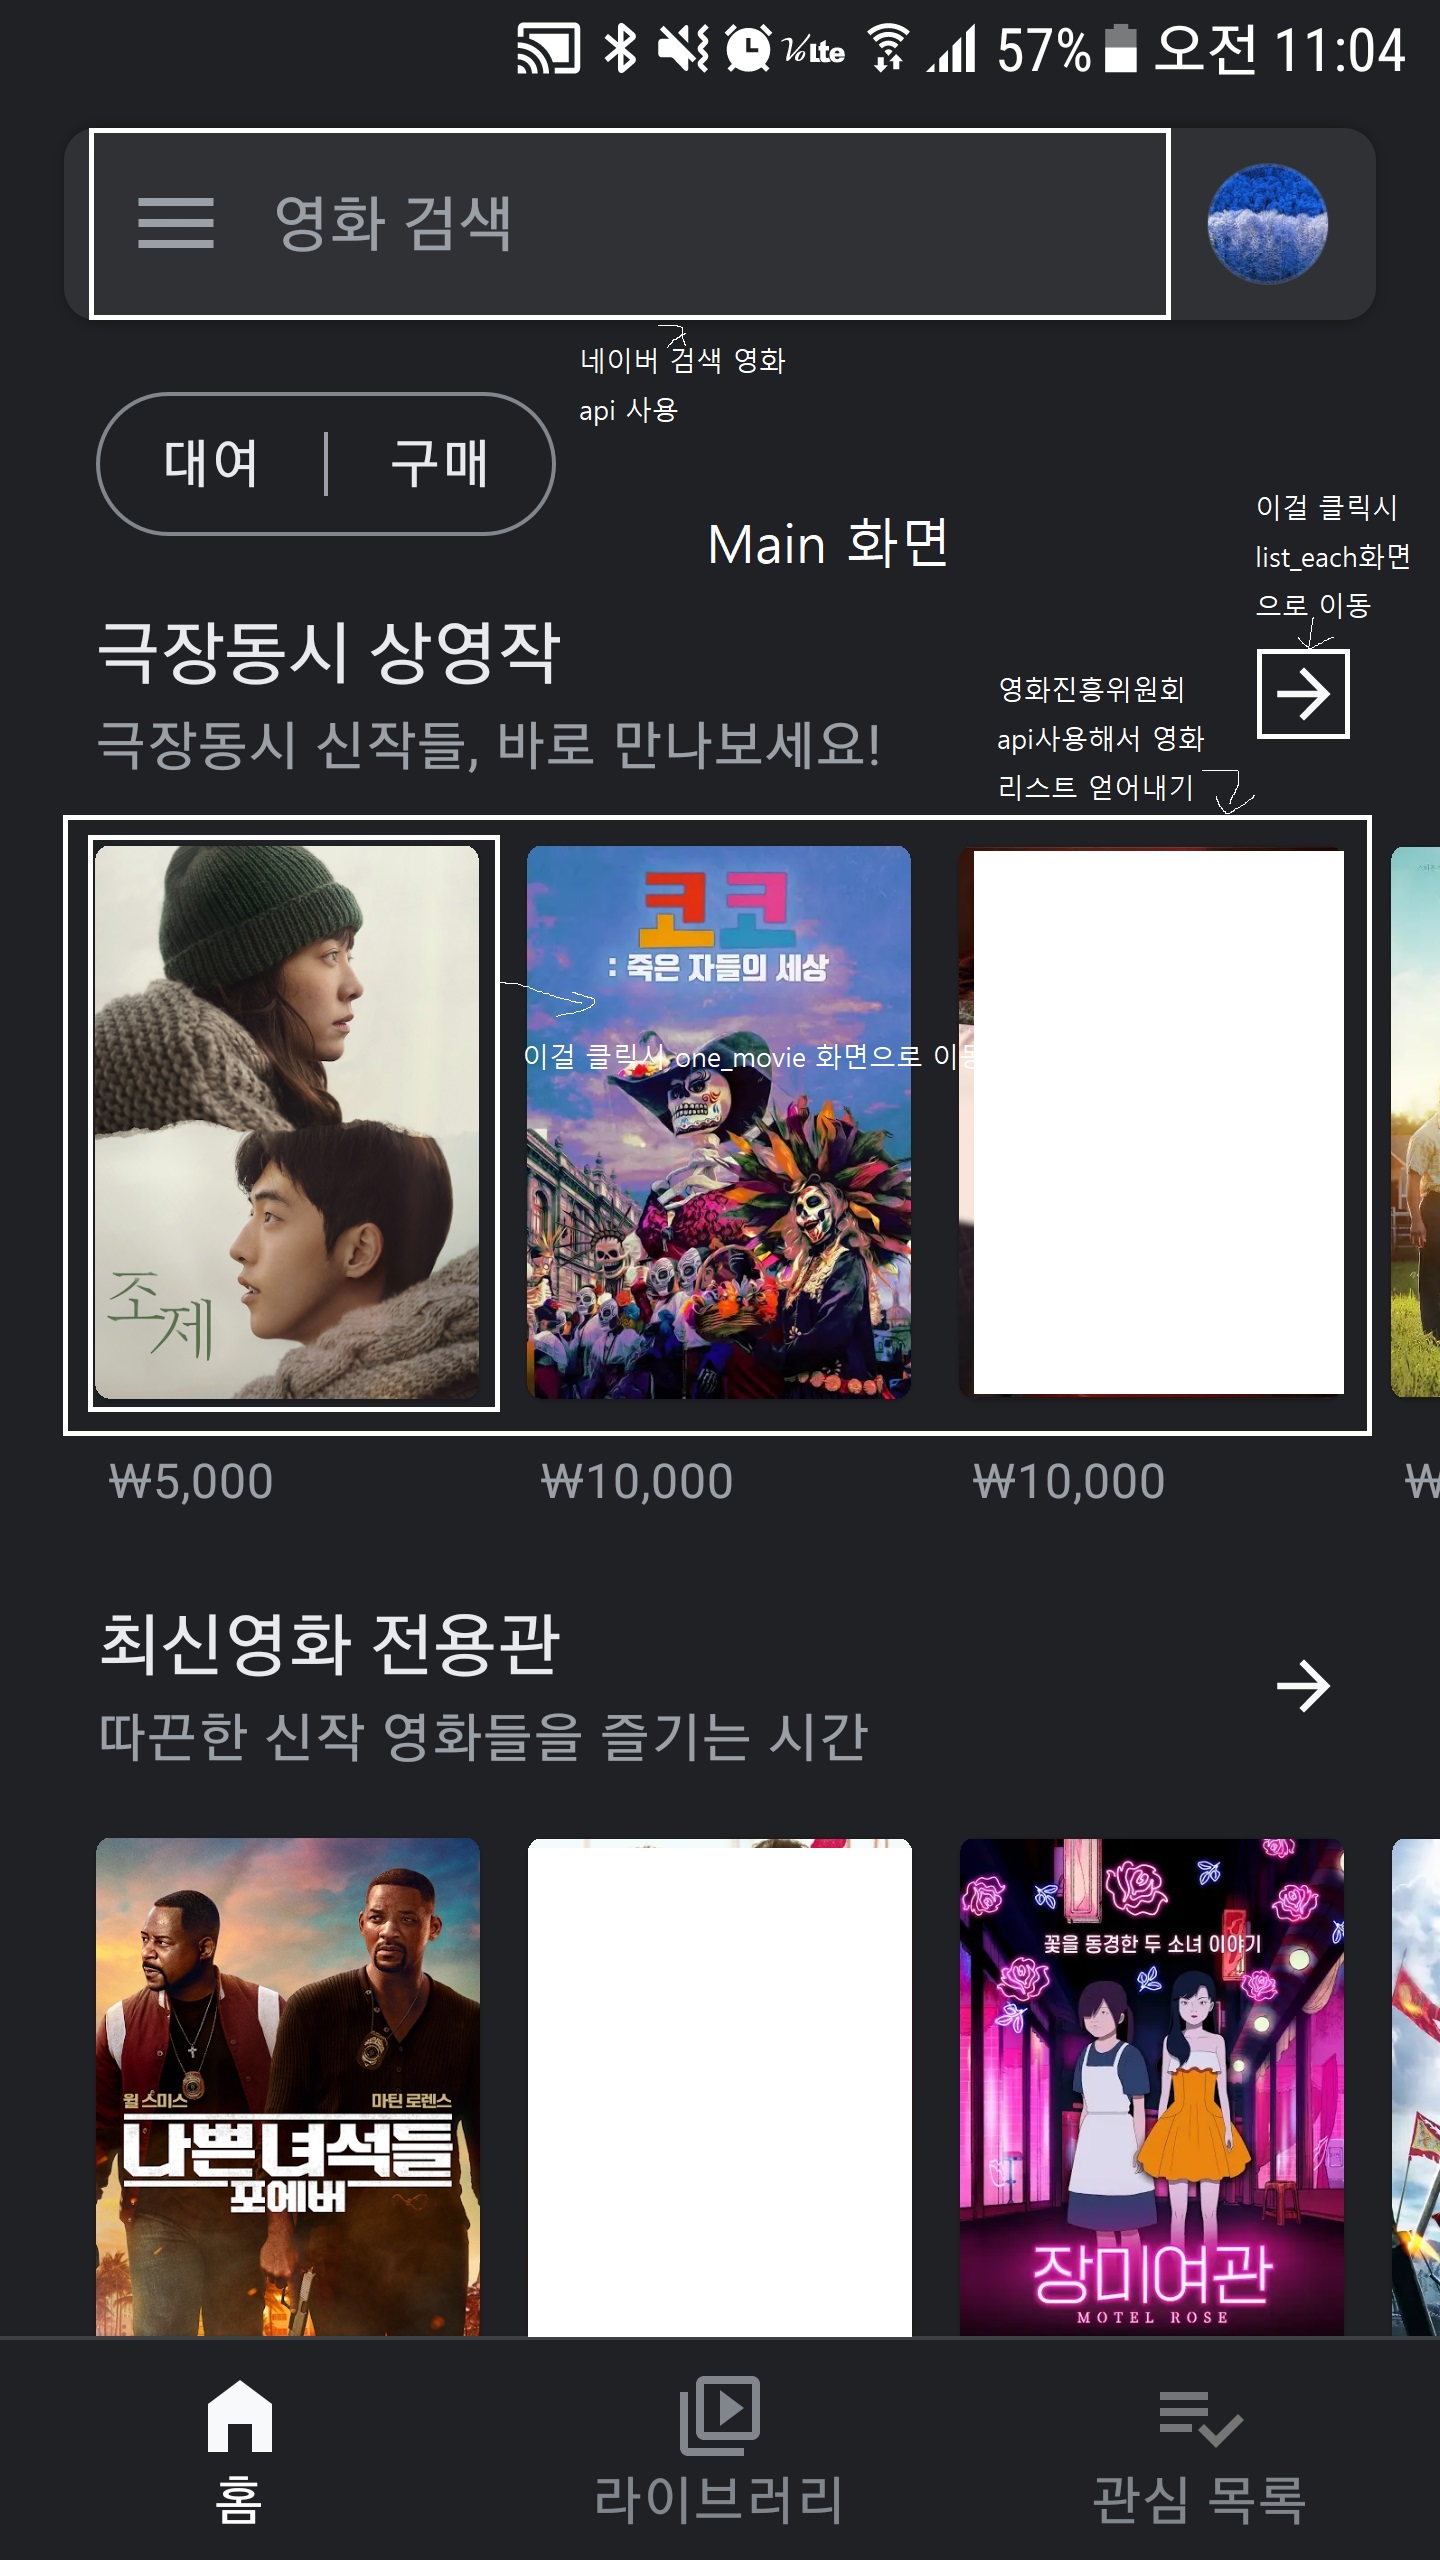 VoLte 57% 오전 11:04
영화 검색
네이버 검색 영화
api 사용
대여 | 구매
Main 화면
이걸 클릭시
list_each화면
으로 이동
극장동시 상영작
극장동시 신작들, 바로 만나보세요!
영화진흥위원회
api사용해서 영화
리스트 얻어내기
코코
: 죽은 자들의 세상
이걸 클릭시 one_movie 화면으로 이동
조제
₩5,000
₩10,000
₩10,000
₩
최신영화 전용관
따끈한 신작 영화들을 즐기는 시간
윌 스미스
마틴 로렌스
나쁜 녀석들
포에버
꽃을 동경한 두 소녀 이야기
장미여관
MOTEL ROSE
홈
라이브러리
관심 목록